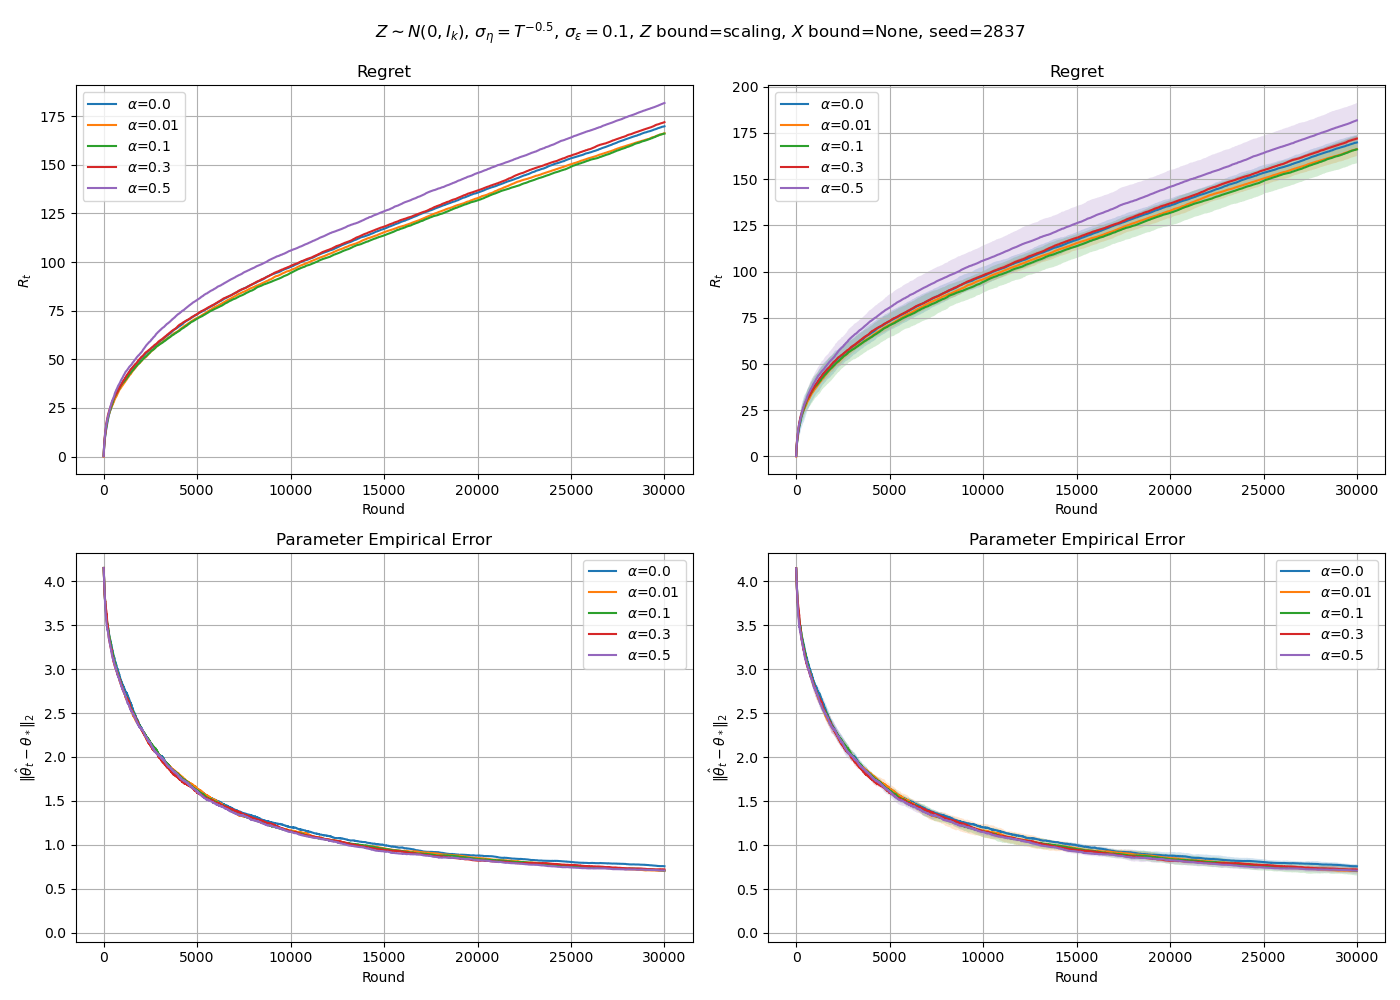 Z ~ N(0, I_k), σ_η = T^{-0.5}, σ_ε = 0.1, Z bound=scaling, X bound=None, seed=2837
Regret
R_t
175
150
125
100
75
50
25
0
α=0.0
α=0.01
α=0.1
α=0.3
α=0.5
0 5000 10000 15000 20000 25000 30000
Round
Regret
R_t
200
175
150
125
100
75
50
25
0
α=0.0
α=0.01
α=0.1
α=0.3
α=0.5
0 5000 10000 15000 20000 25000 30000
Round
Parameter Empirical Error
‖θ̂_t − θ_*‖_2
4.0
3.5
3.0
2.5
2.0
1.5
1.0
0.5
0.0
α=0.0
α=0.01
α=0.1
α=0.3
α=0.5
0 5000 10000 15000 20000 25000 30000
Round
Parameter Empirical Error
‖θ̂_t − θ_*‖_2
4.0
3.5
3.0
2.5
2.0
1.5
1.0
0.5
0.0
α=0.0
α=0.01
α=0.1
α=0.3
α=0.5
0 5000 10000 15000 20000 25000 30000
Round